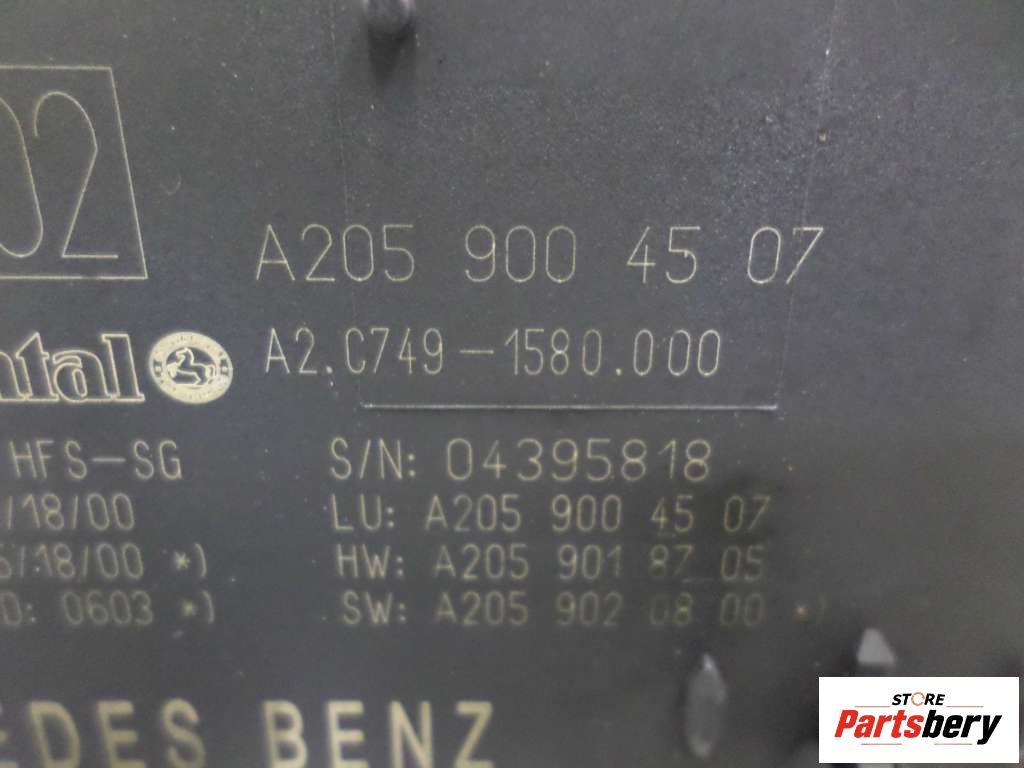 02
A205 900 45 07
ntal
A2.C749-1580.000
HFS-SG S/N: 04395818
/18/00 LU: A205 900 45 07
/18/00 *) HW: A205 901 87 05
D: 0603 *) SW: A205 902 08 00 *)
EDES BENZ
STORE
Partsbery